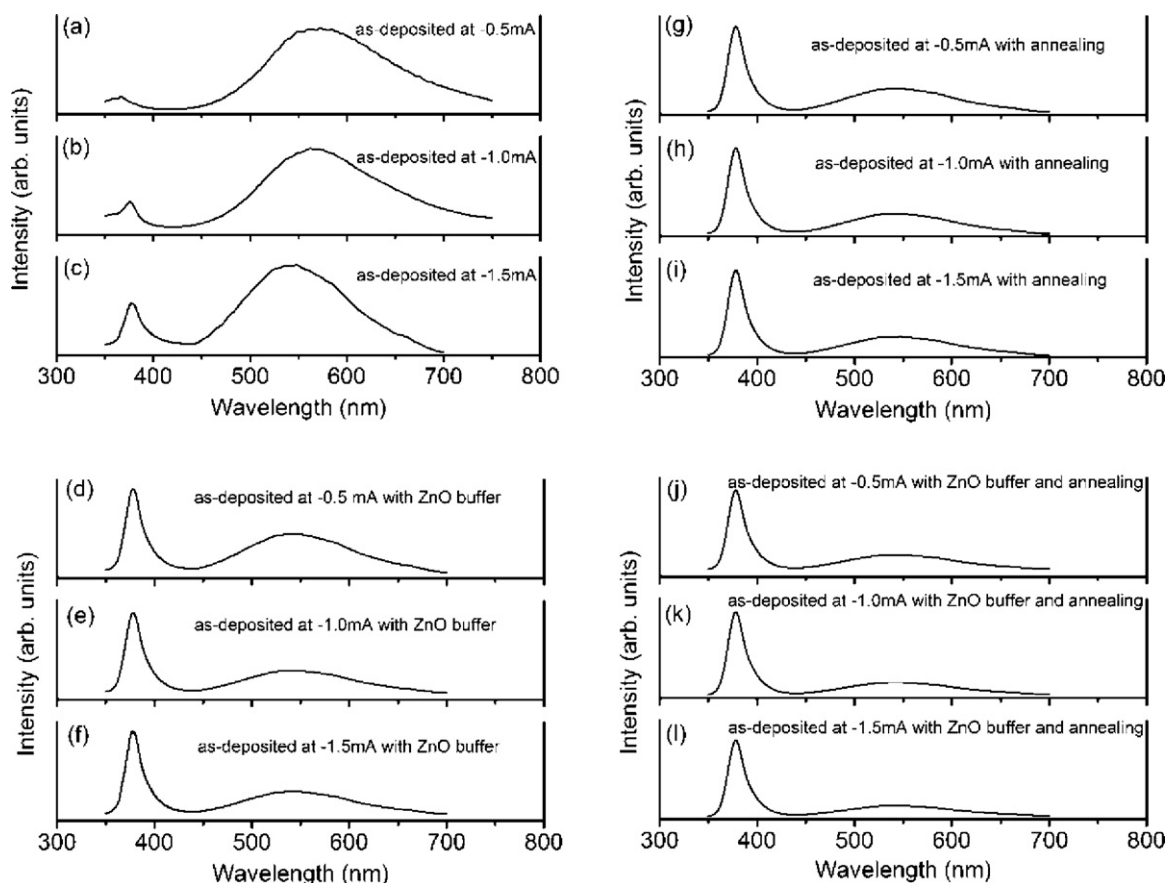 (a)
as-deposited at -0.5mA
(b)
as-deposited at -1.0mA
(c)
as-deposited at -1.5mA
Intensity (arb. units)
300 400 500 600 700 800
Wavelength (nm)
(g)
as-deposited at -0.5mA with annealing
(h)
as-deposited at -1.0mA with annealing
(i)
as-deposited at -1.5mA with annealing
Intensity (arb. units)
300 400 500 600 700 800
Wavelength (nm)
(d)
as-deposited at -0.5 mA with ZnO buffer
(e)
as-deposited at -1.0mA with ZnO buffer
(f)
as-deposited at -1.5mA with ZnO buffer
Intensity (arb. units)
300 400 500 600 700 800
Wavelength (nm)
(j)
as-deposited at -0.5mA with ZnO buffer and annealing
(k)
as-deposited at -1.0mA with ZnO buffer and annealing
(l)
as-deposited at -1.5mA with ZnO buffer and annealing
Intensity (arb. units)
300 400 500 600 700 800
Wavelength (nm)